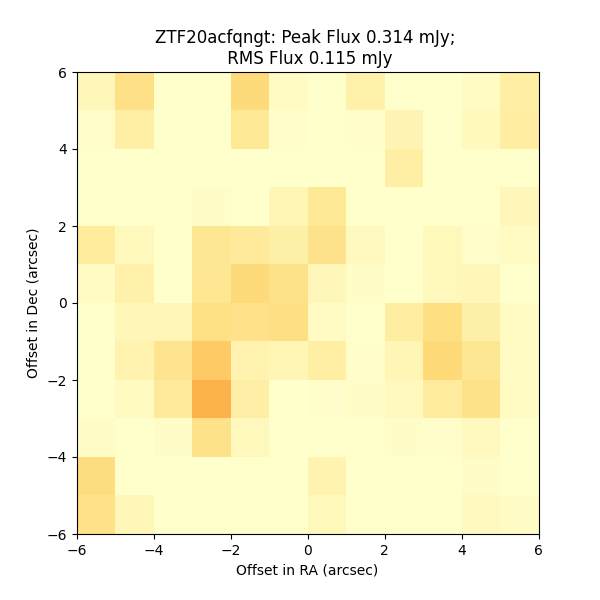 ZTF20acfqngt: Peak Flux 0.314 mJy;
RMS Flux 0.115 mJy
6
4
2
0
−2
−4
−6
Offset in Dec (arcsec)
−6 −4 −2 0 2 4 6
Offset in RA (arcsec)